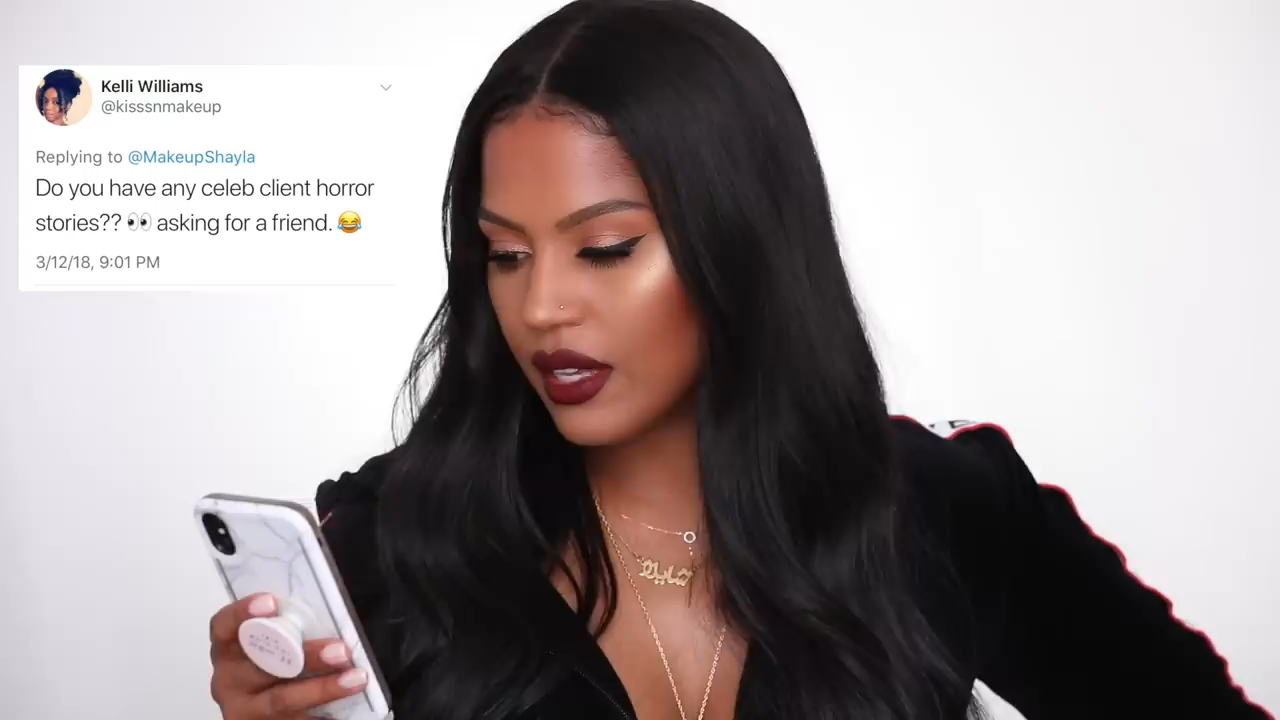 Kelli Williams
@kisssnmakeup
Replying to @MakeupShayla
Do you have any celeb client horror
stories?? 👀 asking for a friend. 😂
3/12/18, 9:01 PM
شايلا